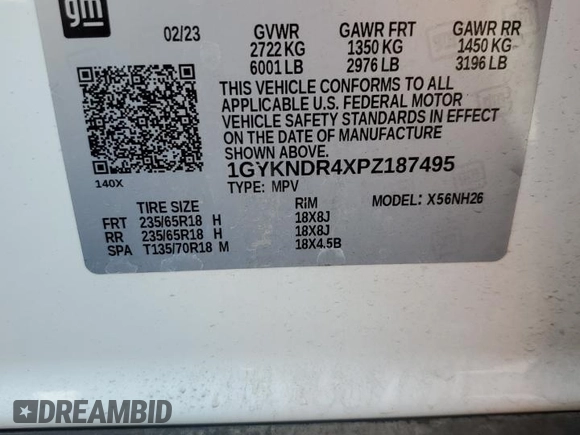 gm
02/23 GVWR GAWR FRT GAWR RR
2722 KG 1350 KG 1450 KG
6001 LB 2976 LB 3196 LB
THIS VEHICLE CONFORMS TO ALL
APPLICABLE U.S. FEDERAL MOTOR
VEHICLE SAFETY STANDARDS IN EFFECT
ON THE DATE OF MANUFACTURE
SHOWN ABOVE.
140X
1GYKNDR4XPZ187495
TYPE: MPV MODEL: X56NH26
TIRE SIZE RIM
FRT 235/65R18 H 18X8J
RR 235/65R18 H 18X8J
SPA T135/70R18 M 18X4.5B
DREAMBID